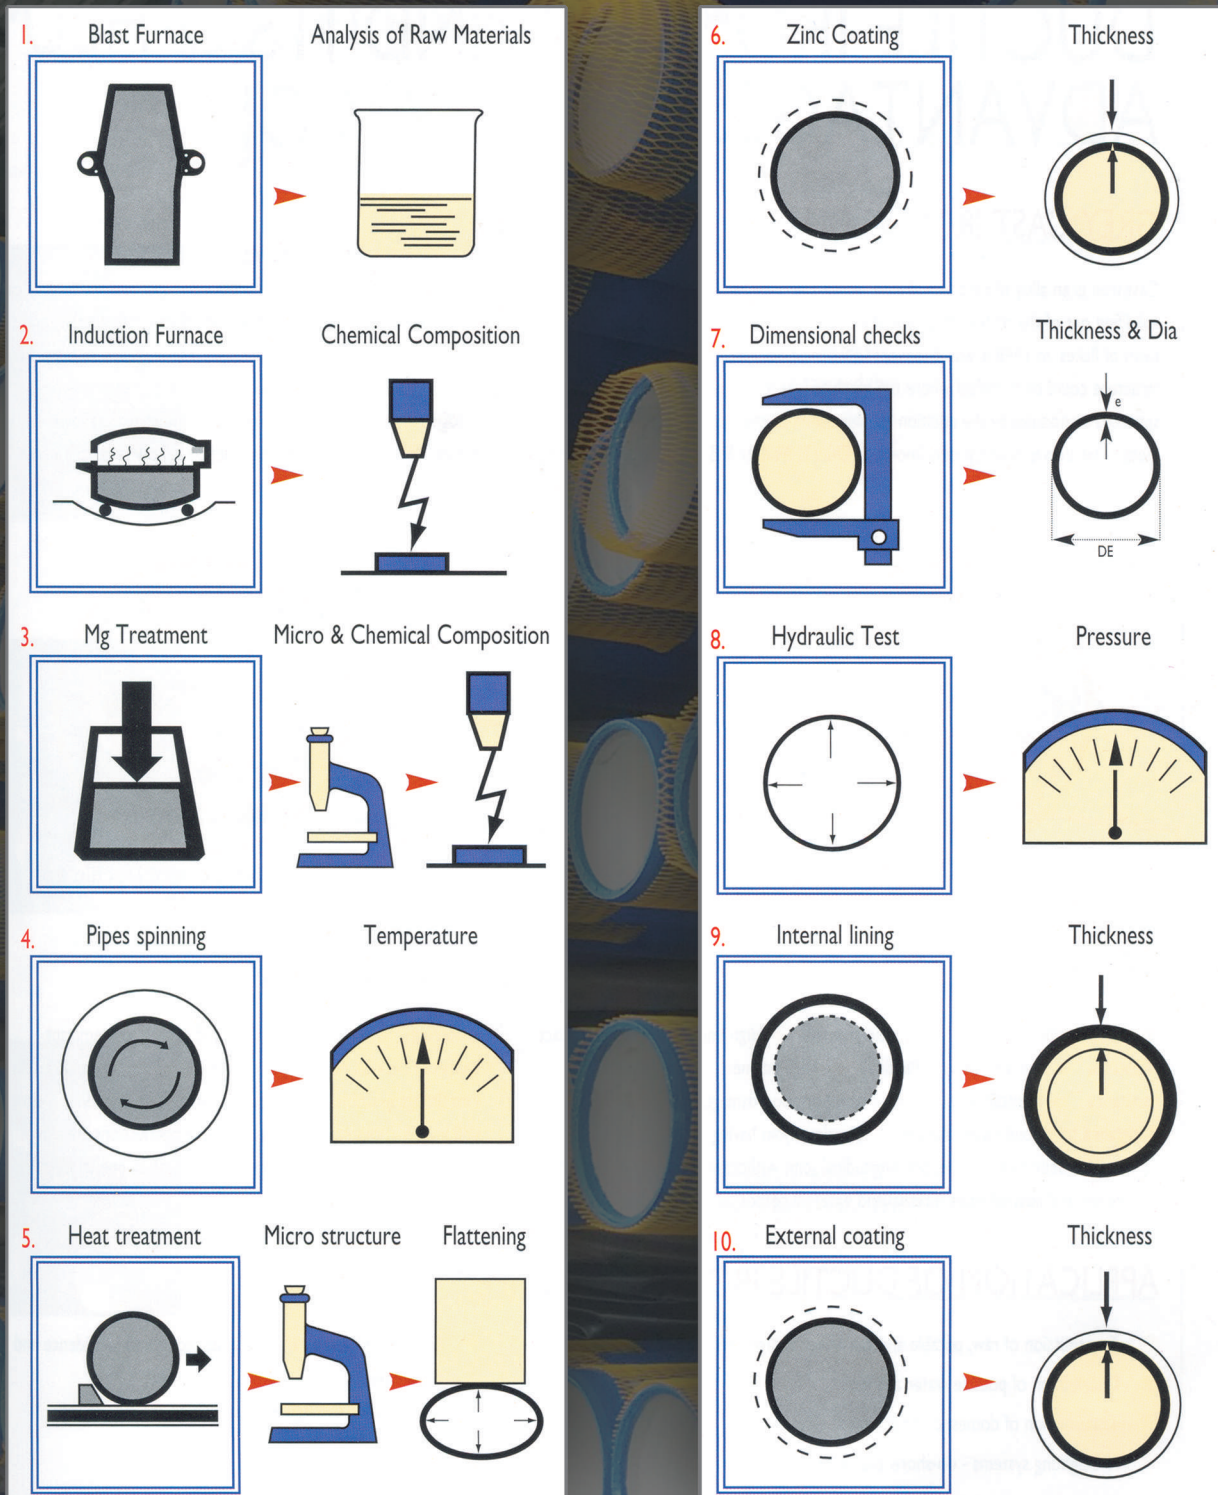 1. Blast Furnace Analysis of Raw Materials
2. Induction Furnace Chemical Composition
3. Mg Treatment Micro & Chemical Composition
4. Pipes spinning Temperature
5. Heat treatment Micro structure Flattening
6. Zinc Coating Thickness
7. Dimensional checks Thickness & Dia
e
DE
8. Hydraulic Test Pressure
9. Internal lining Thickness
10. External coating Thickness